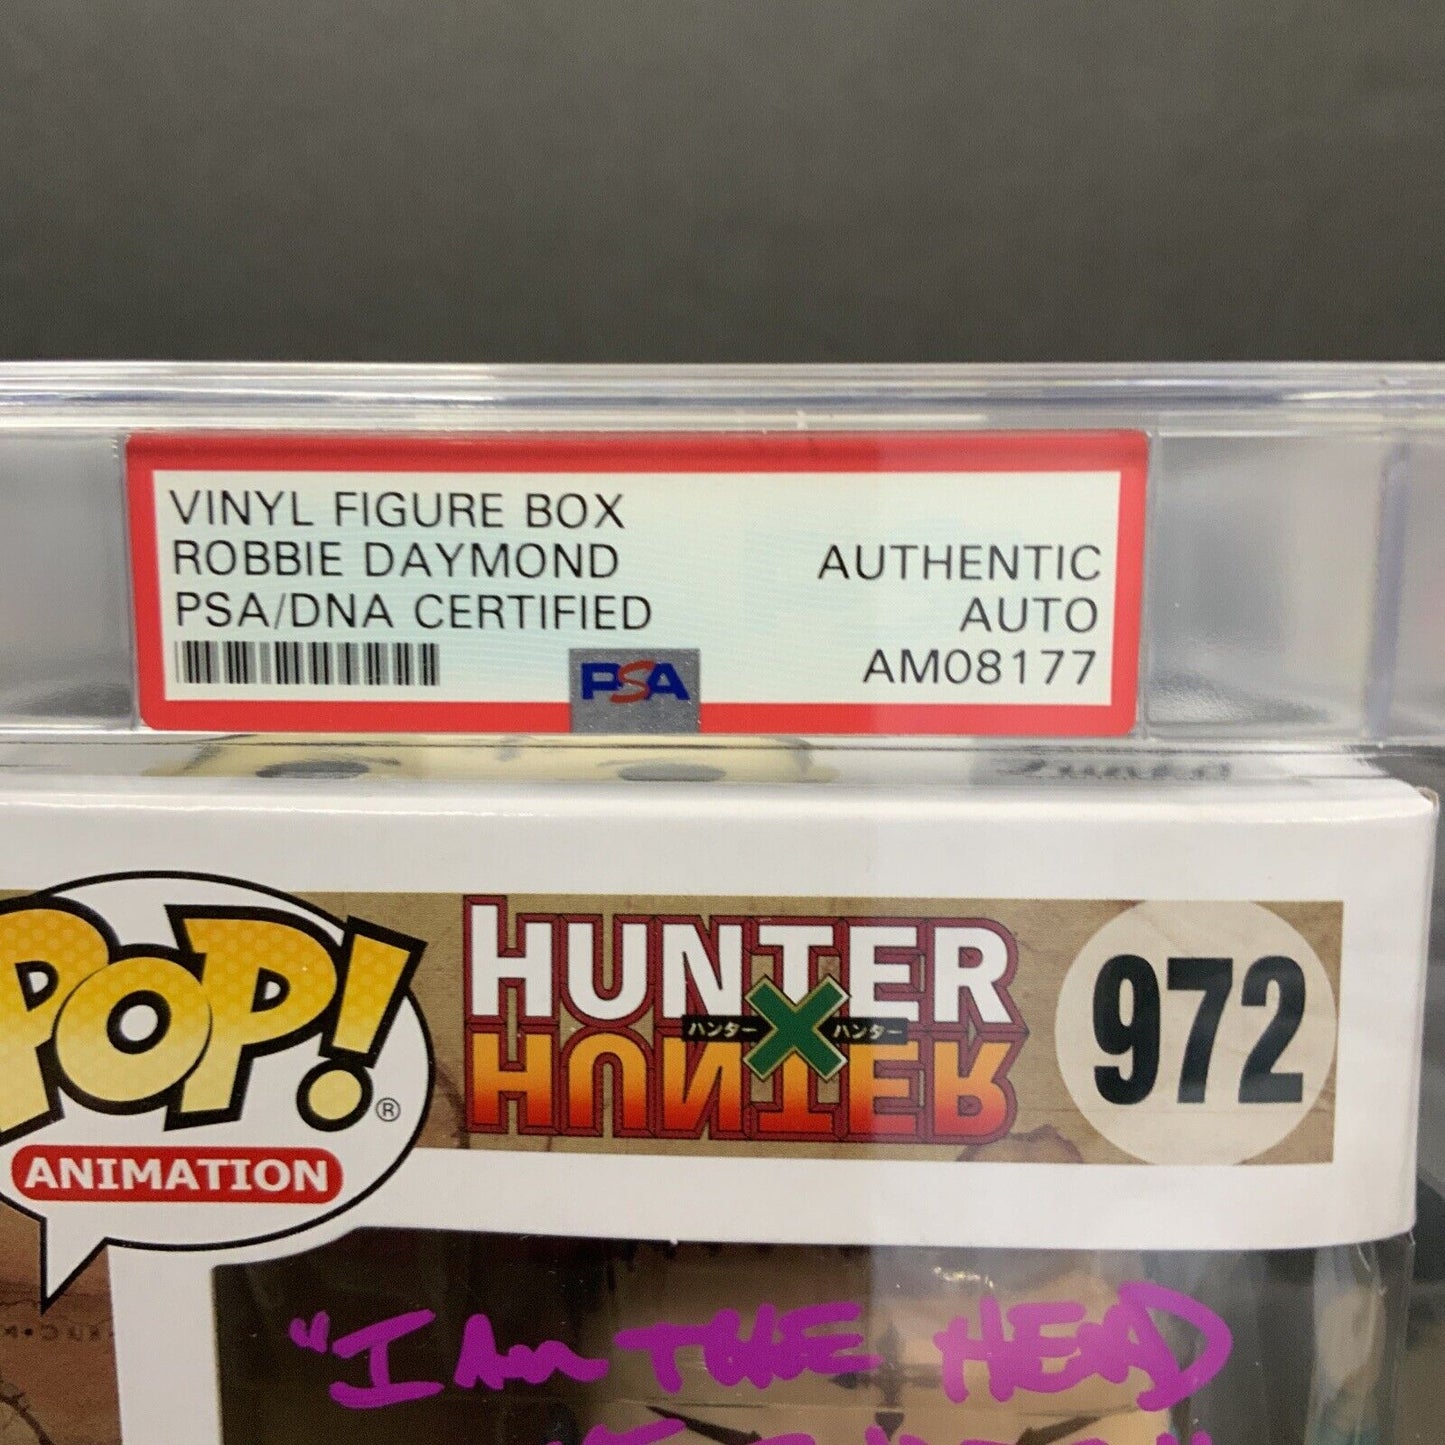 VINYL FIGURE BOX
ROBBIE DAYMOND
PSA/DNA CERTIFIED
AUTHENTIC
AUTO
AM08177
PSA
Funko
POP!®
ANIMATION
HUNTER
ハンター X ハンター
HUNTER
972
"I AM THE HEAD